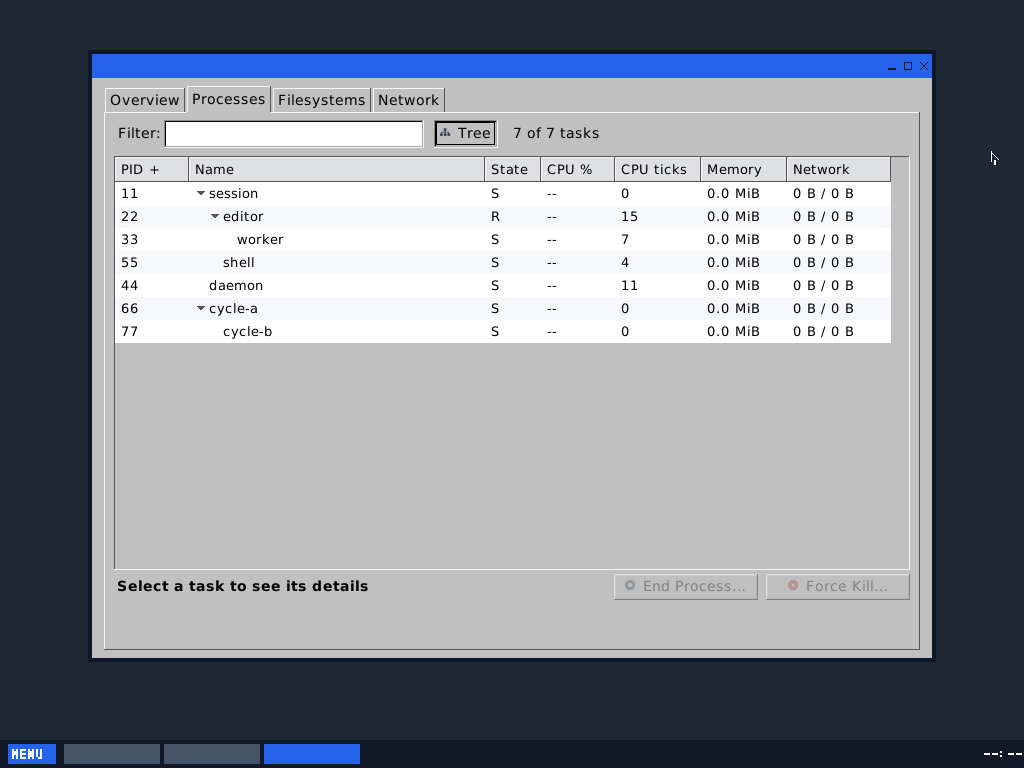 Overview Processes Filesystems Network
Filter: Tree 7 of 7 tasks
PID + Name State CPU % CPU ticks Memory Network
11 session S -- 0 0.0 MiB 0 B / 0 B
22 editor R -- 15 0.0 MiB 0 B / 0 B
33 worker S -- 7 0.0 MiB 0 B / 0 B
55 shell S -- 4 0.0 MiB 0 B / 0 B
44 daemon S -- 11 0.0 MiB 0 B / 0 B
66 cycle-a S -- 0 0.0 MiB 0 B / 0 B
77 cycle-b S -- 0 0.0 MiB 0 B / 0 B
Select a task to see its details End Process... Force Kill...
MENU --:--